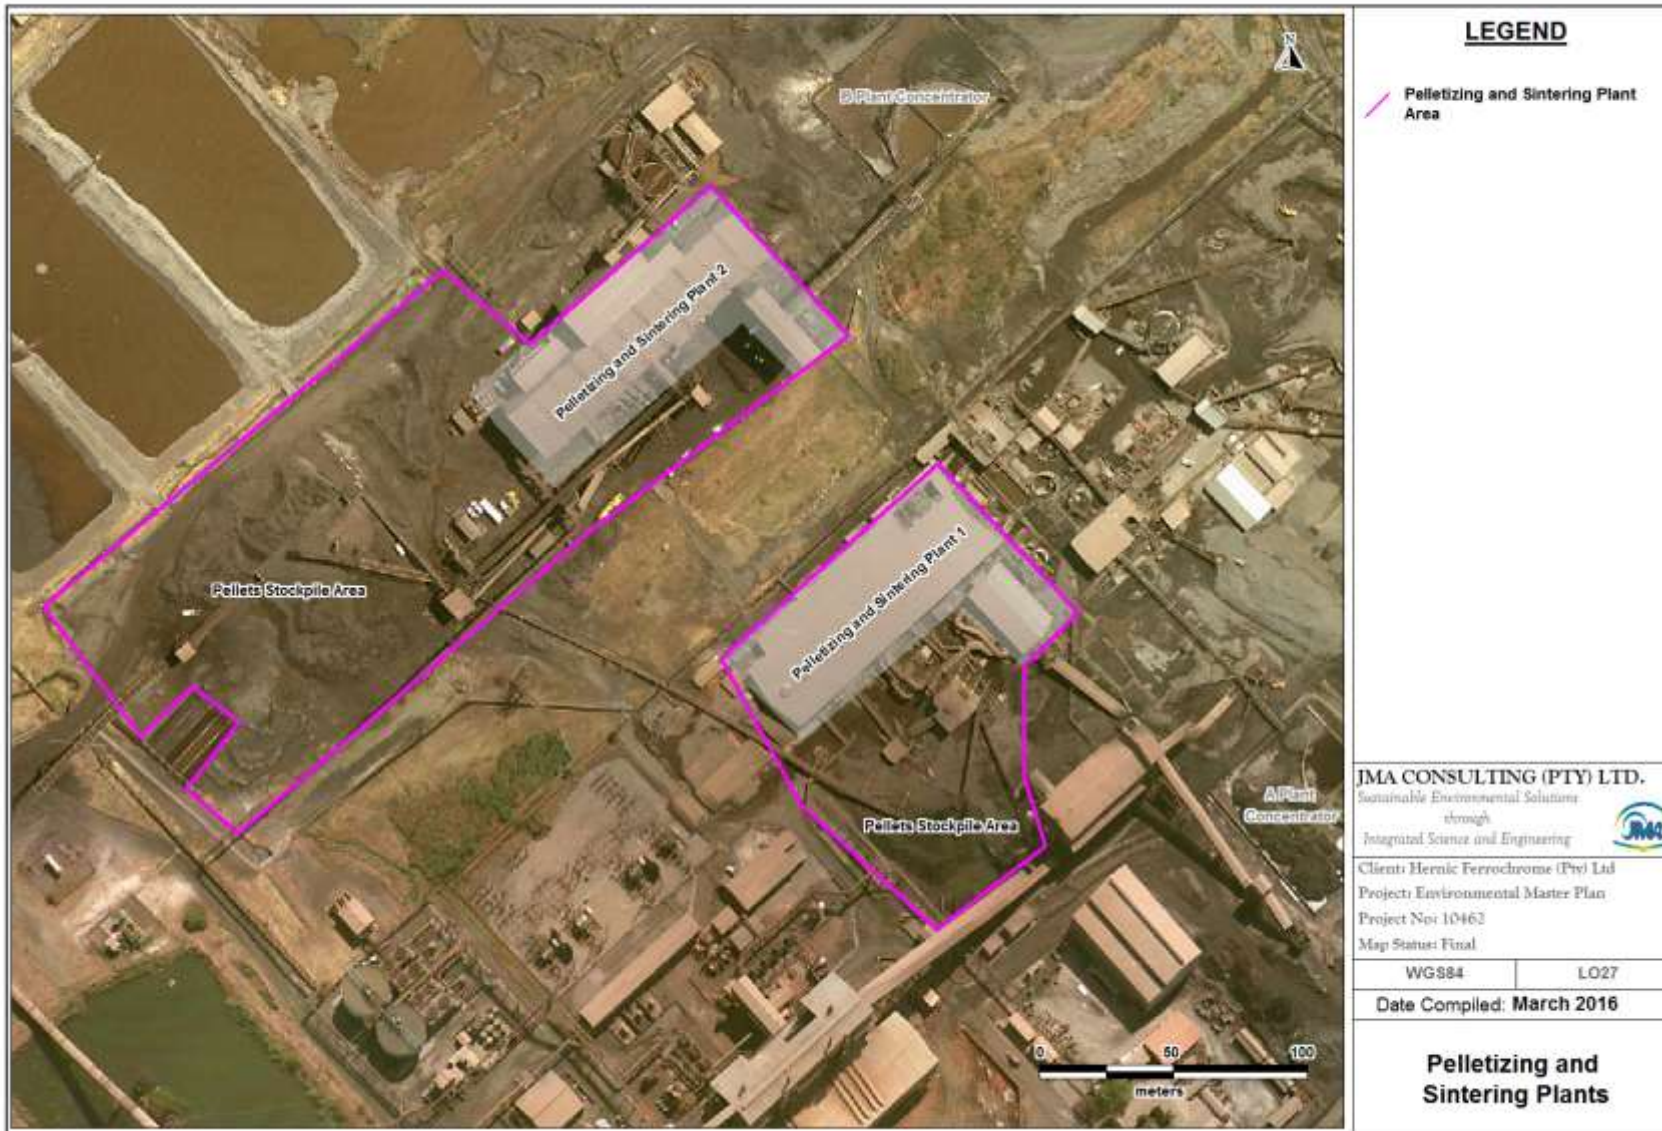 LEGEND
Pelletizing and Sintering Plant
Area
N
B Plant Concentrator
Pelletizing and Sintering Plant 2
Pelletizing and Sintering Plant 1
Pellets Stockpile Area
Pellets Stockpile Area
A Plant
Concentrator
0 50 100
meters
JMA CONSULTING (PTY) LTD.
Sustainable Environmental Solutions
through
Integrated Science and Engineering
JMA
Client: Hernic Ferrochrome (Pty) Ltd
Project: Environmental Master Plan
Project No: 10462
Map Status: Final
WGS84 LO27
Date Compiled: March 2016
Pelletizing and
Sintering Plants